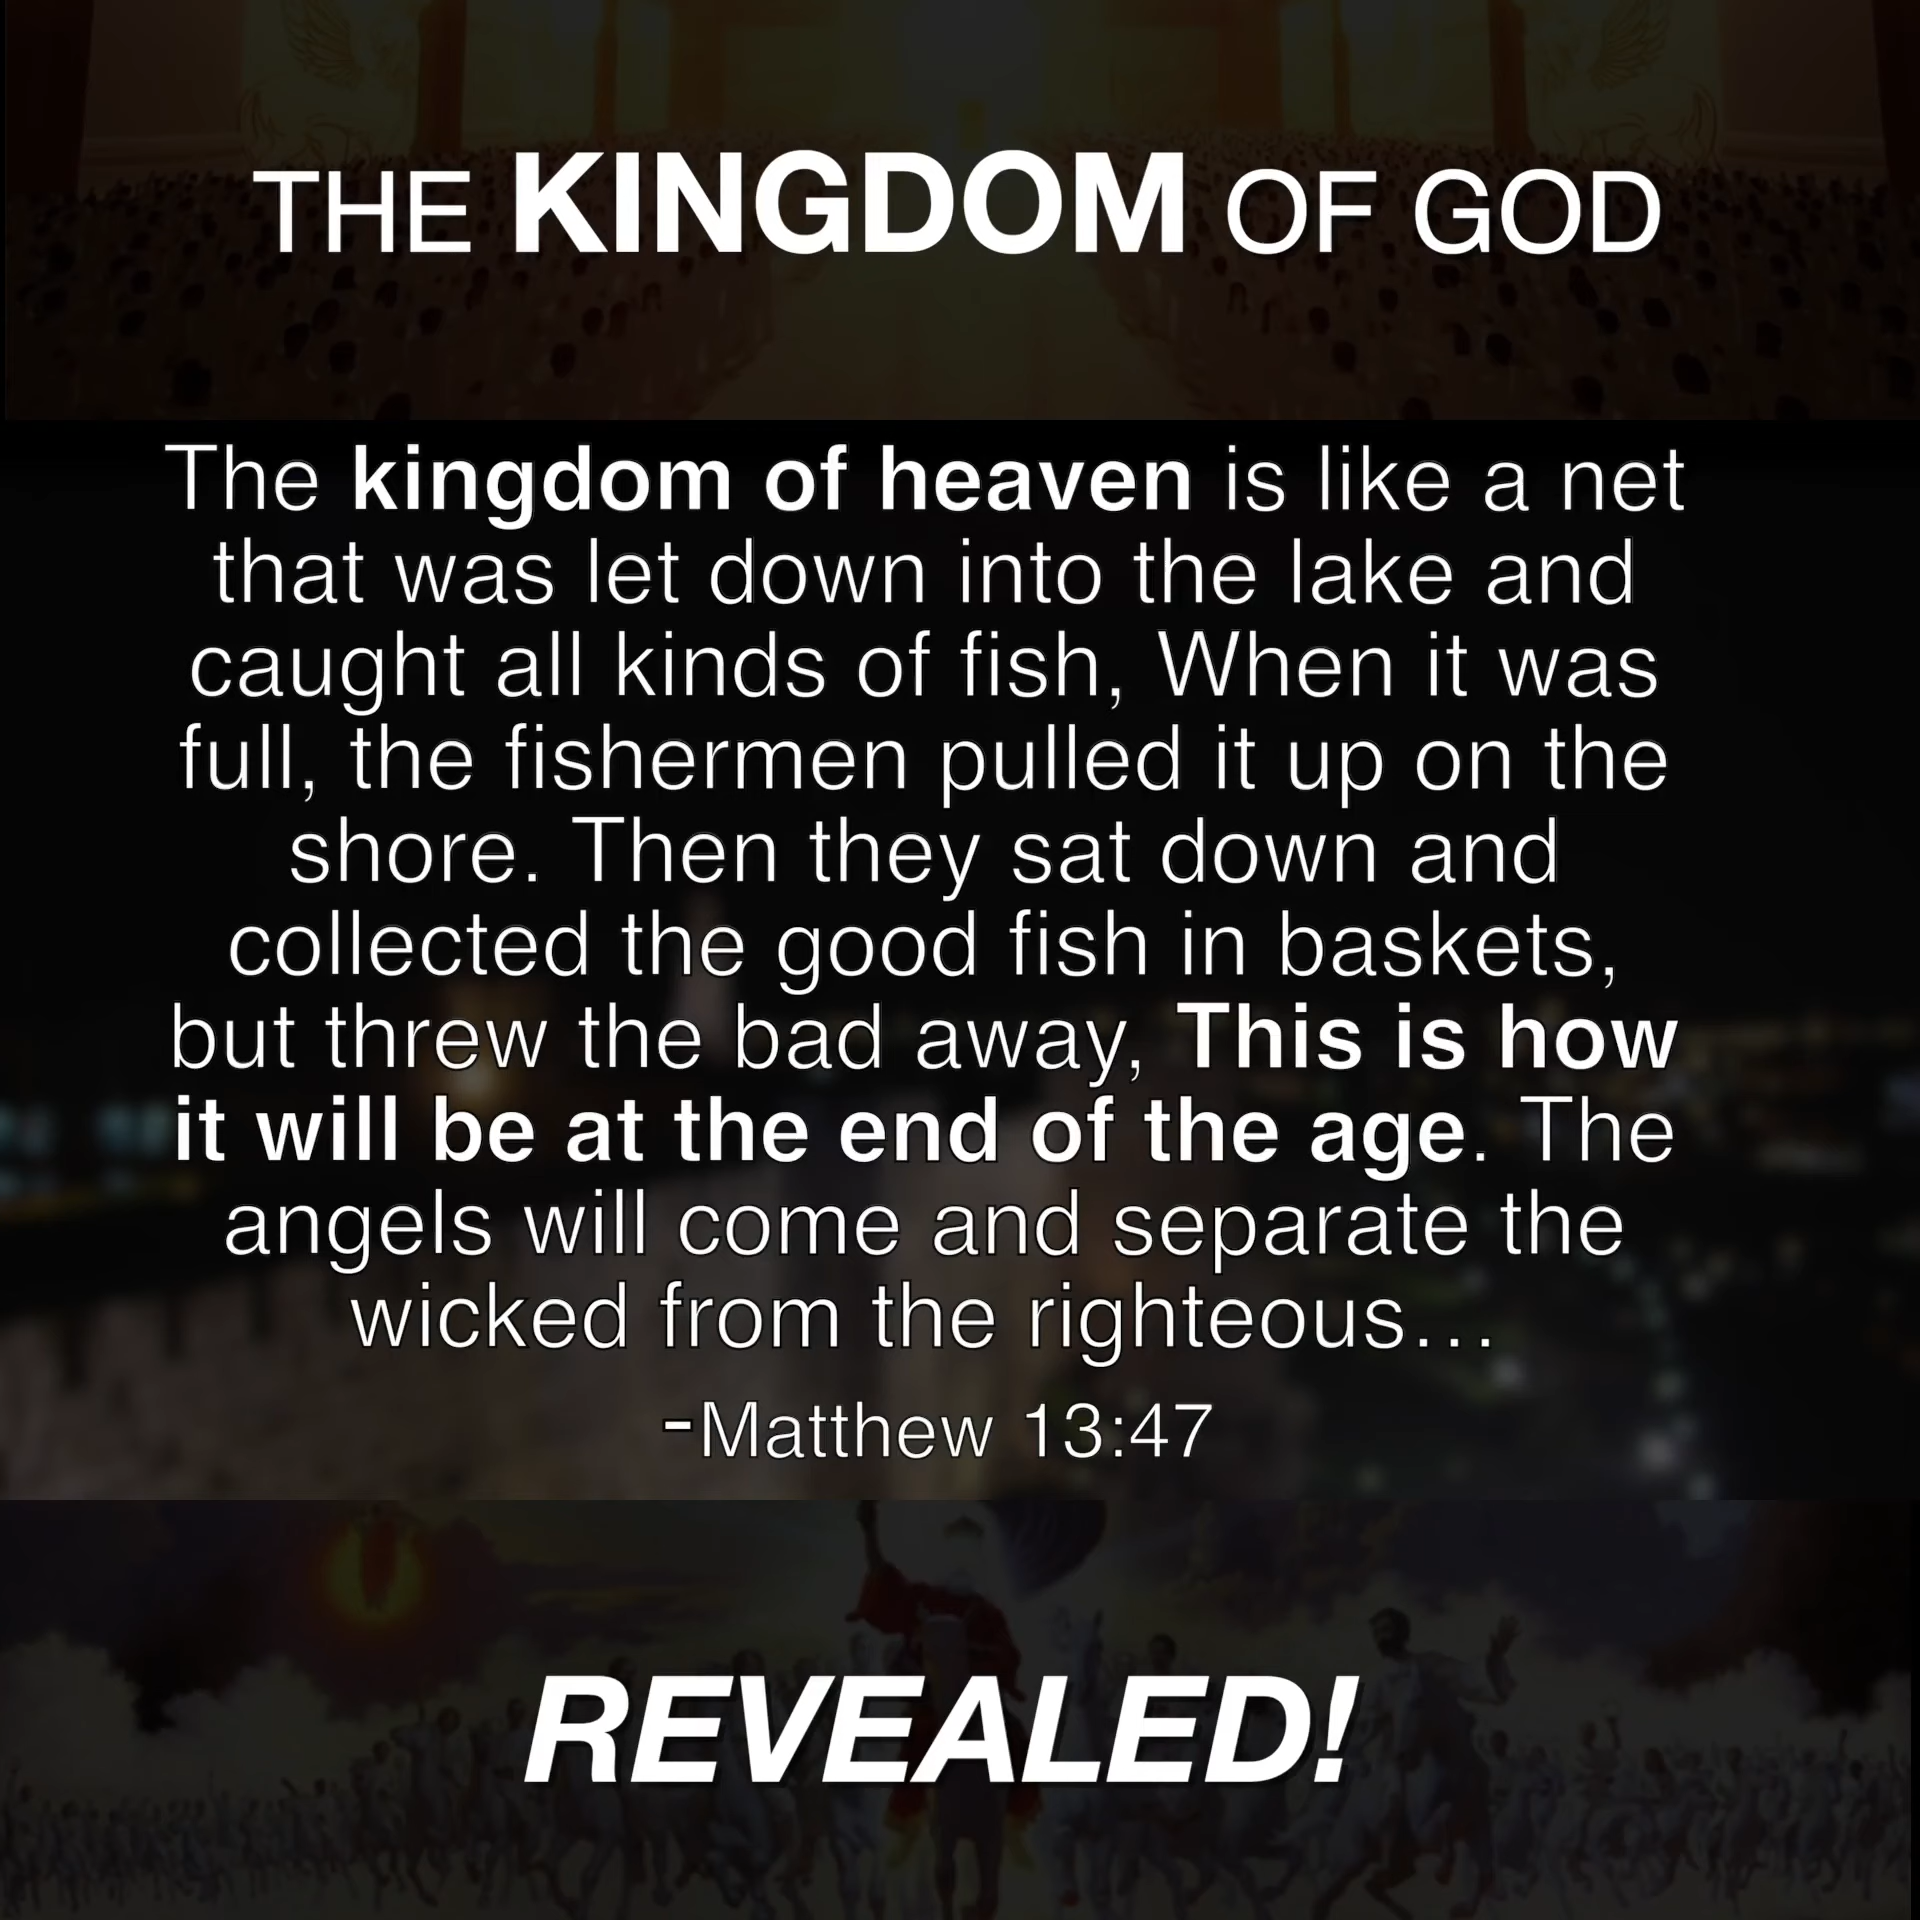 THE KINGDOM OF GOD
The kingdom of heaven is like a net
that was let down into the lake and
caught all kinds of fish, When it was
full, the fishermen pulled it up on the
shore. Then they sat down and
collected the good fish in baskets,
but threw the bad away, This is how
it will be at the end of the age. The
angels will come and separate the
wicked from the righteous...
-Matthew 13:47
REVEALED!